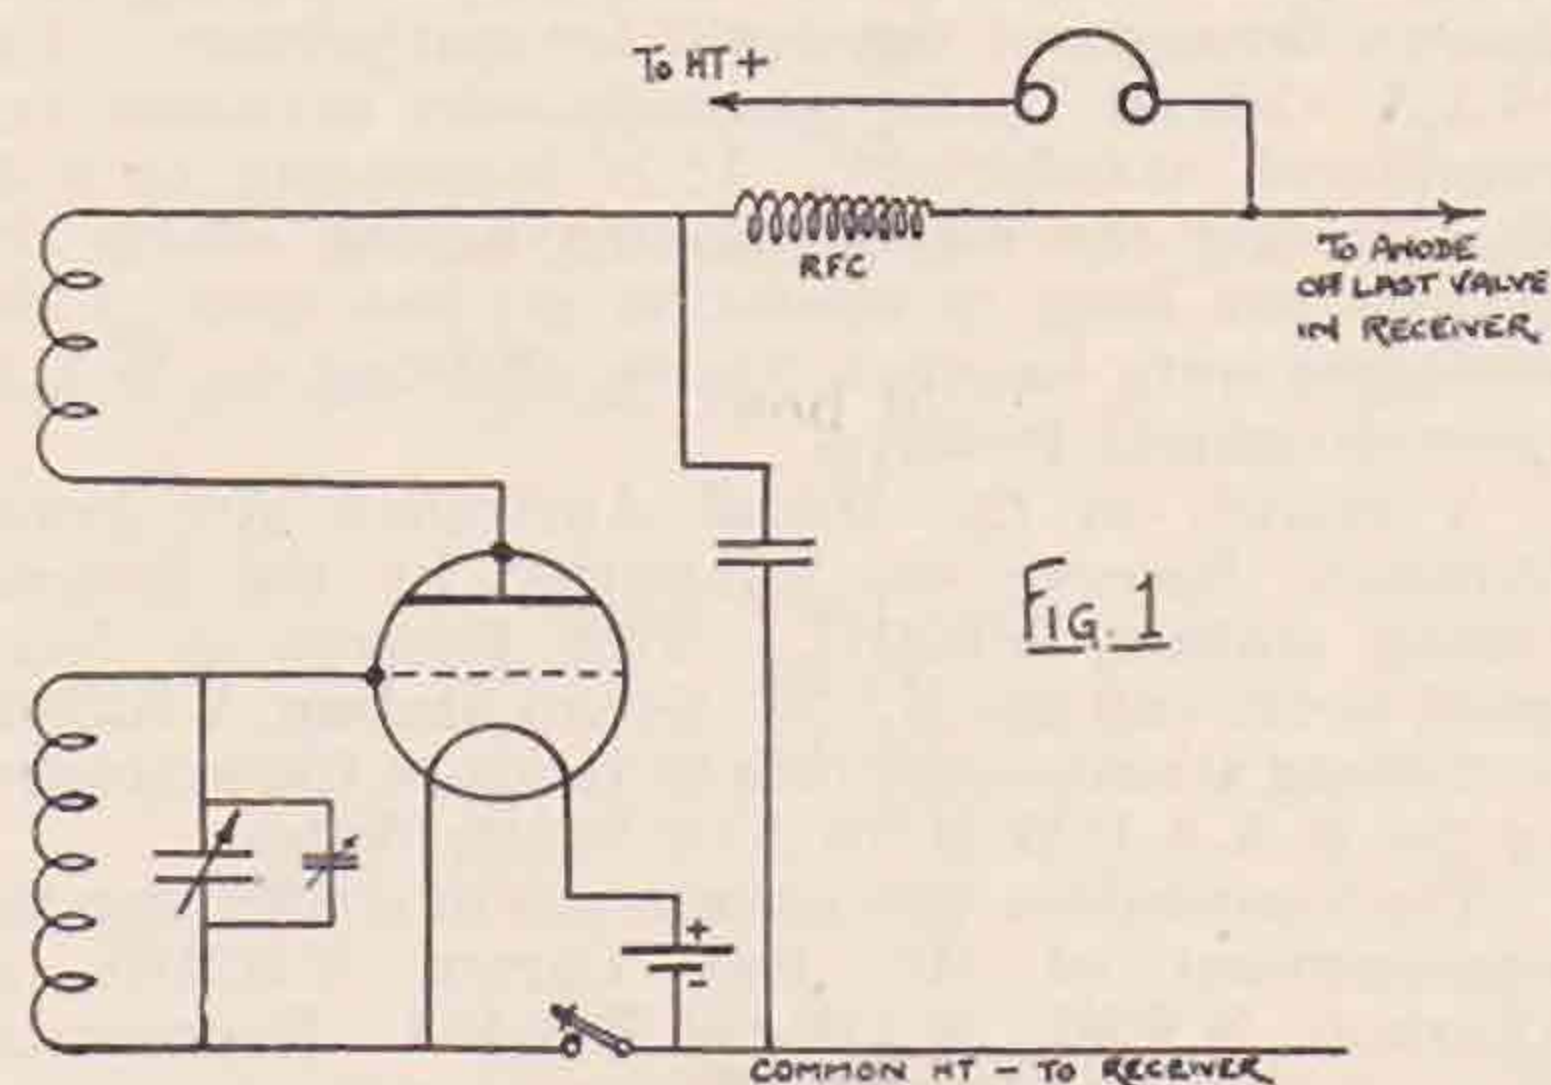 To HT +
RFC
To ANODE
OF LAST VALVE
IN RECEIVER
FIG. 1
+
-
COMMON HT - TO RECEIVER